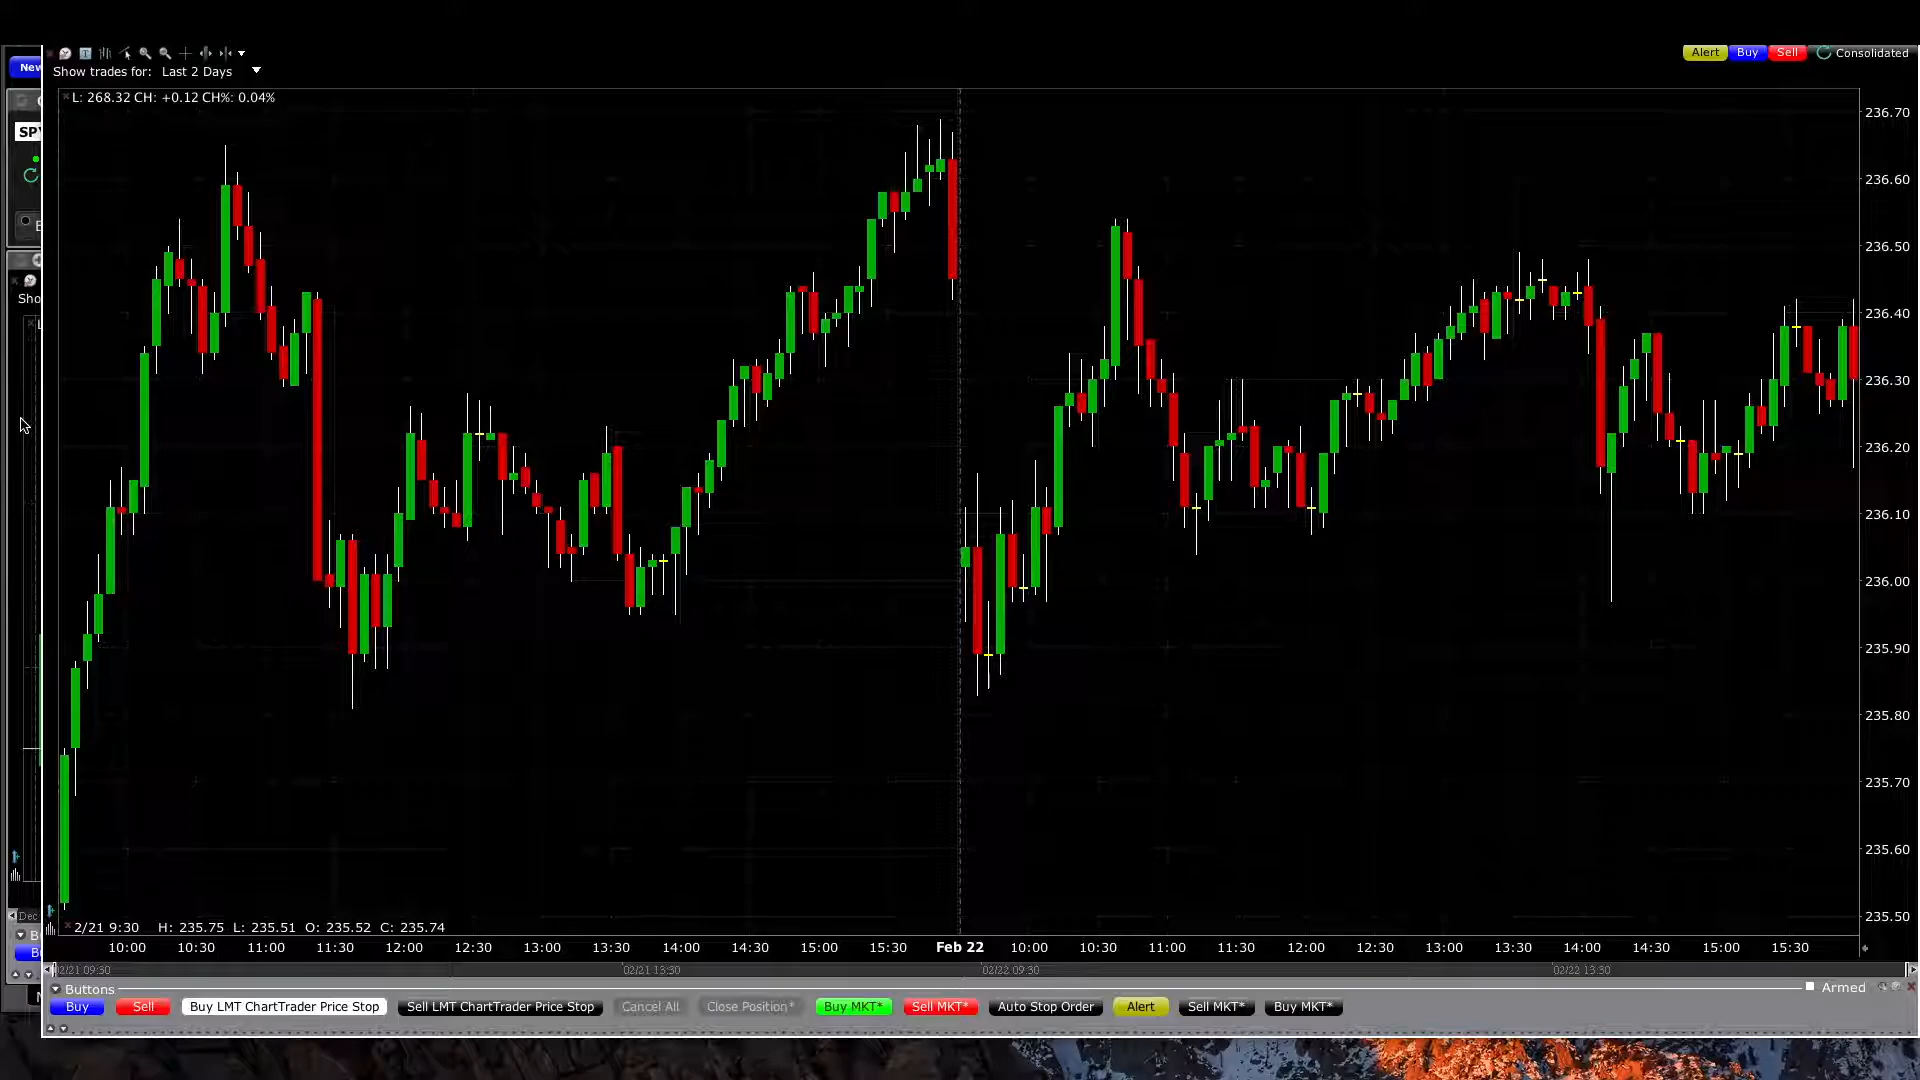 New
Show trades for: Last 2 Days
Alert Buy Sell Consolidated
L: 268.32 CH: +0.12 CH%: 0.04%
SPY
Sho
236.70
236.60
236.50
236.40
236.30
236.20
236.10
236.00
235.90
235.80
235.70
235.60
235.50
2/21 9:30 H: 235.75 L: 235.51 O: 235.52 C: 235.74
10:00 10:30 11:00 11:30 12:00 12:30 13:00 13:30 14:00 14:30 15:00 15:30 Feb 22 10:00 10:30 11:00 11:30 12:00 12:30 13:00 13:30 14:00 14:30 15:00 15:30
Dec
02/21 09:30 02/21 13:30 02/22 09:30 02/22 13:30
Buttons
Armed
Buy Sell Buy LMT ChartTrader Price Stop Sell LMT ChartTrader Price Stop Cancel All Close Position* Buy MKT* Sell MKT* Auto Stop Order Alert Sell MKT* Buy MKT*